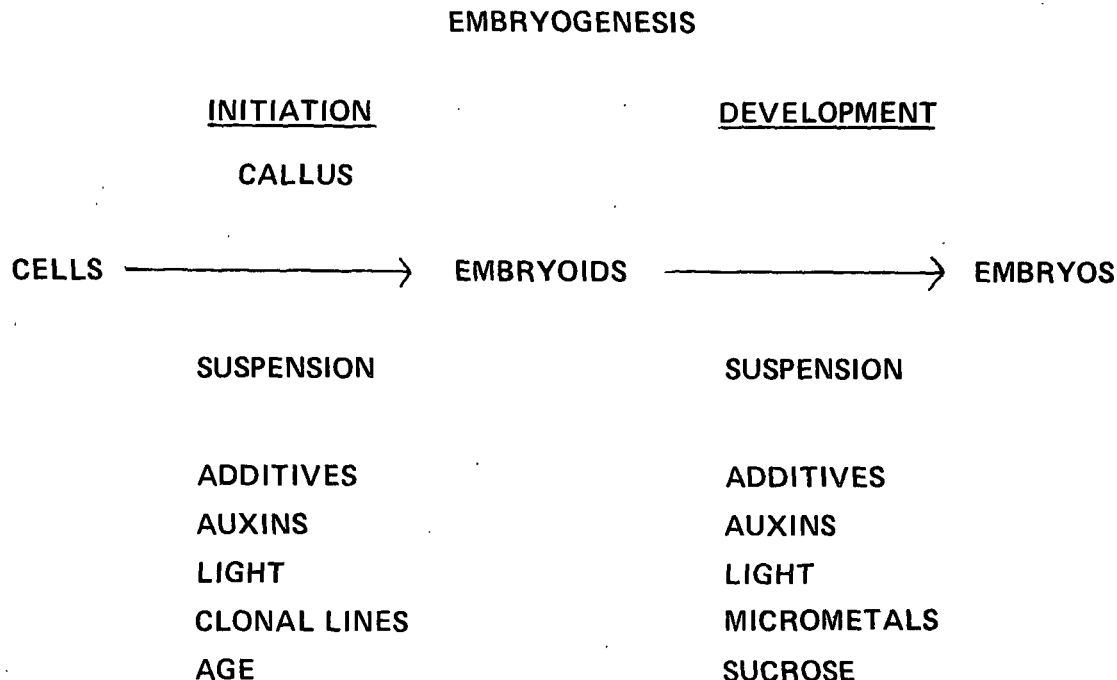 EMBRYOGENESIS
INITIATION DEVELOPMENT
CALLUS
CELLS EMBRYOIDS EMBRYOS
SUSPENSION SUSPENSION
ADDITIVES ADDITIVES
AUXINS AUXINS
LIGHT LIGHT
CLONAL LINES MICROMETALS
AGE SUCROSE